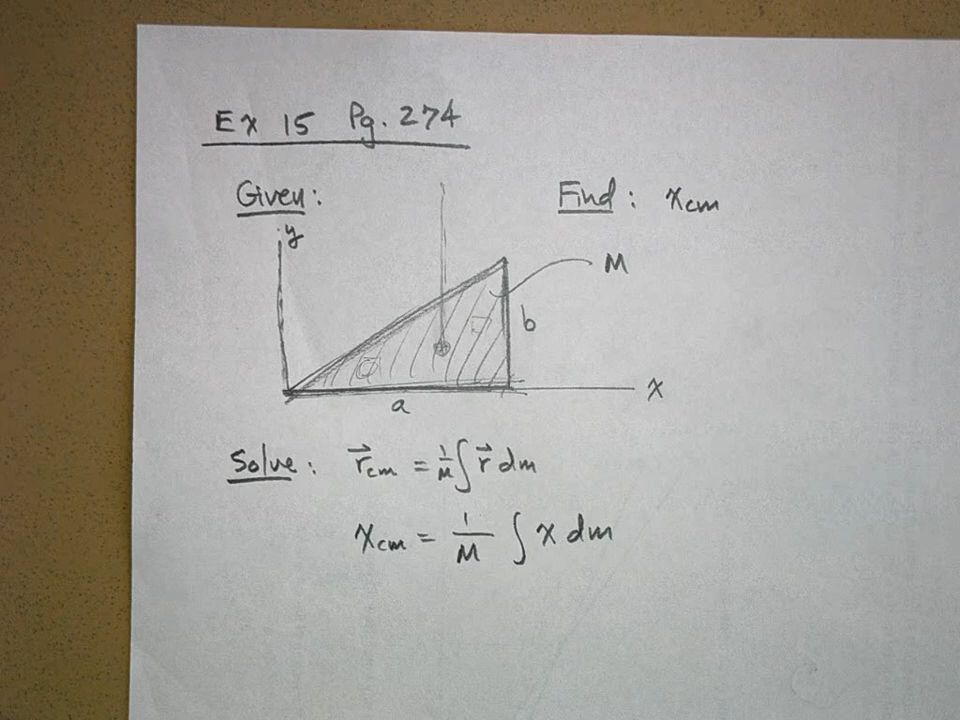 Ex 15 Pg. 274
Given: Find: xcm
y
M
b
x
a
Solve: r⃗cm = 1/M ∫ r⃗ dm
xcm = 1/M ∫ x dm